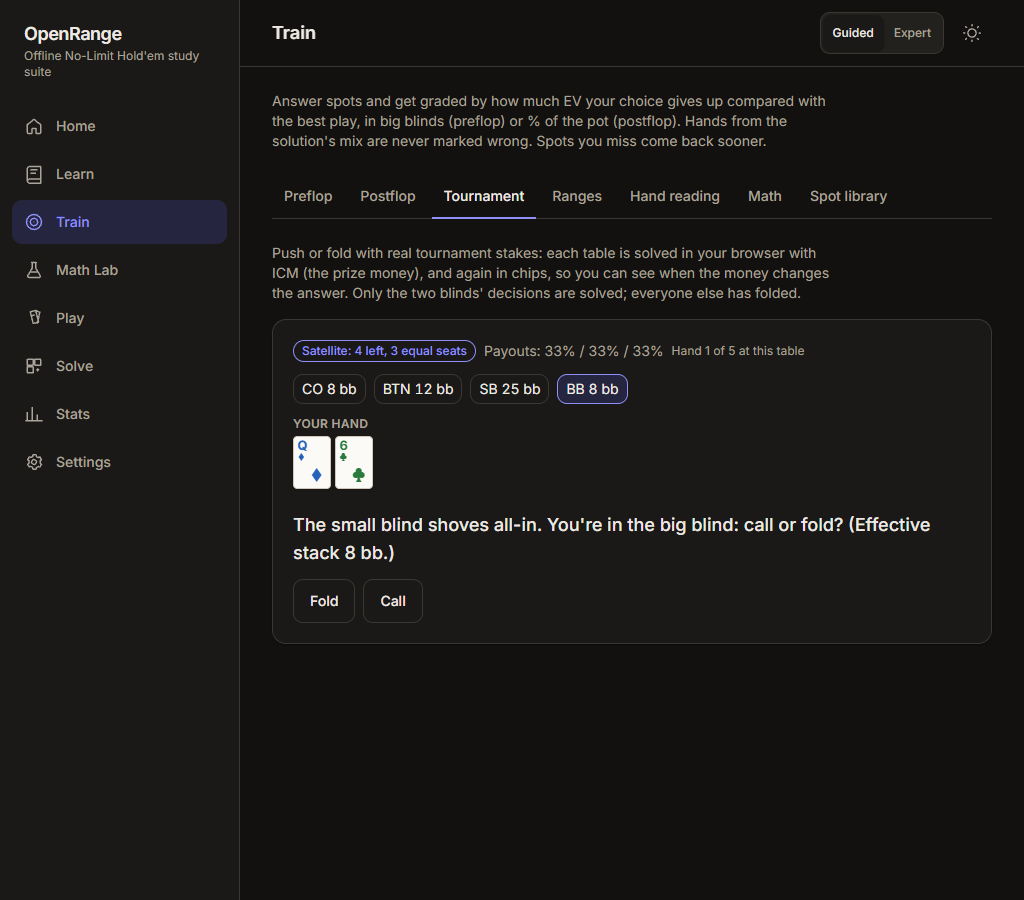 OpenRange
Offline No-Limit Hold'em study
suite
Home
Learn
Train
Math Lab
Play
Solve
Stats
Settings
Train
Guided
Expert
Answer spots and get graded by how much EV your choice gives up compared with
the best play, in big blinds (preflop) or % of the pot (postflop). Hands from the
solution's mix are never marked wrong. Spots you miss come back sooner.
Preflop
Postflop
Tournament
Ranges
Hand reading
Math
Spot library
Push or fold with real tournament stakes: each table is solved in your browser with
ICM (the prize money), and again in chips, so you can see when the money changes
the answer. Only the two blinds' decisions are solved; everyone else has folded.
Satellite: 4 left, 3 equal seats
Payouts: 33% / 33% / 33%
Hand 1 of 5 at this table
CO 8 bb
BTN 12 bb
SB 25 bb
BB 8 bb
YOUR HAND
Q
6
The small blind shoves all-in. You're in the big blind: call or fold? (Effective
stack 8 bb.)
Fold
Call